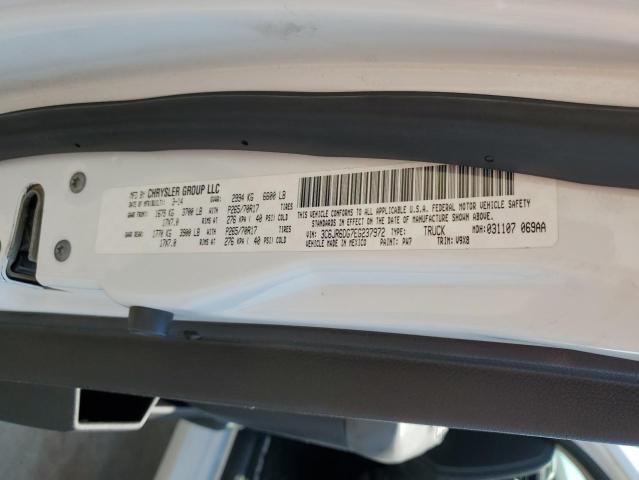 MFD BY CHRYSLER GROUP LLC
DATE OF MFR/BUILT: 3-14 GVWR: 2994 KG 6600 LB
GAWR FRONT: 1679 KG 3700 LB WITH P265/70R17 TIRES
17X7.0 RIMS AT 276 KPA ( 40 PSI COLD
GAWR REAR: 1770 KG 3900 LB WITH P265/70R17 TIRES
17X7.0 RIMS AT 276 KPA ( 40 PSI COLD
THIS VEHICLE CONFORMS TO ALL APPLICABLE U.S.A. FEDERAL MOTOR VEHICLE SAFETY
STANDARDS IN EFFECT ON THE DATE OF MANUFACTURE SHOWN ABOVE.
VIN: 3C6JR6DG7EG237972 TYPE: TRUCK MDH: 031107 069AA
VEHICLE MADE IN MEXICO PAINT: PW7 TRIM: V9X8